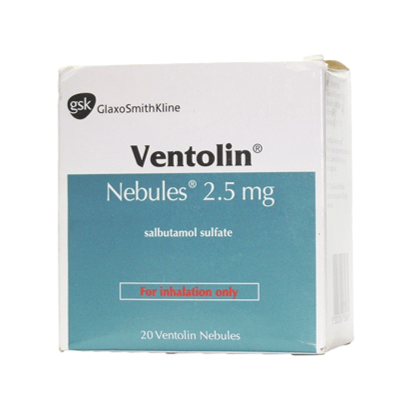 gsk GlaxoSmithKline
Ventolin®
Nebules® 2.5 mg
salbutamol sulfate
For inhalation only
20 Ventolin Nebules